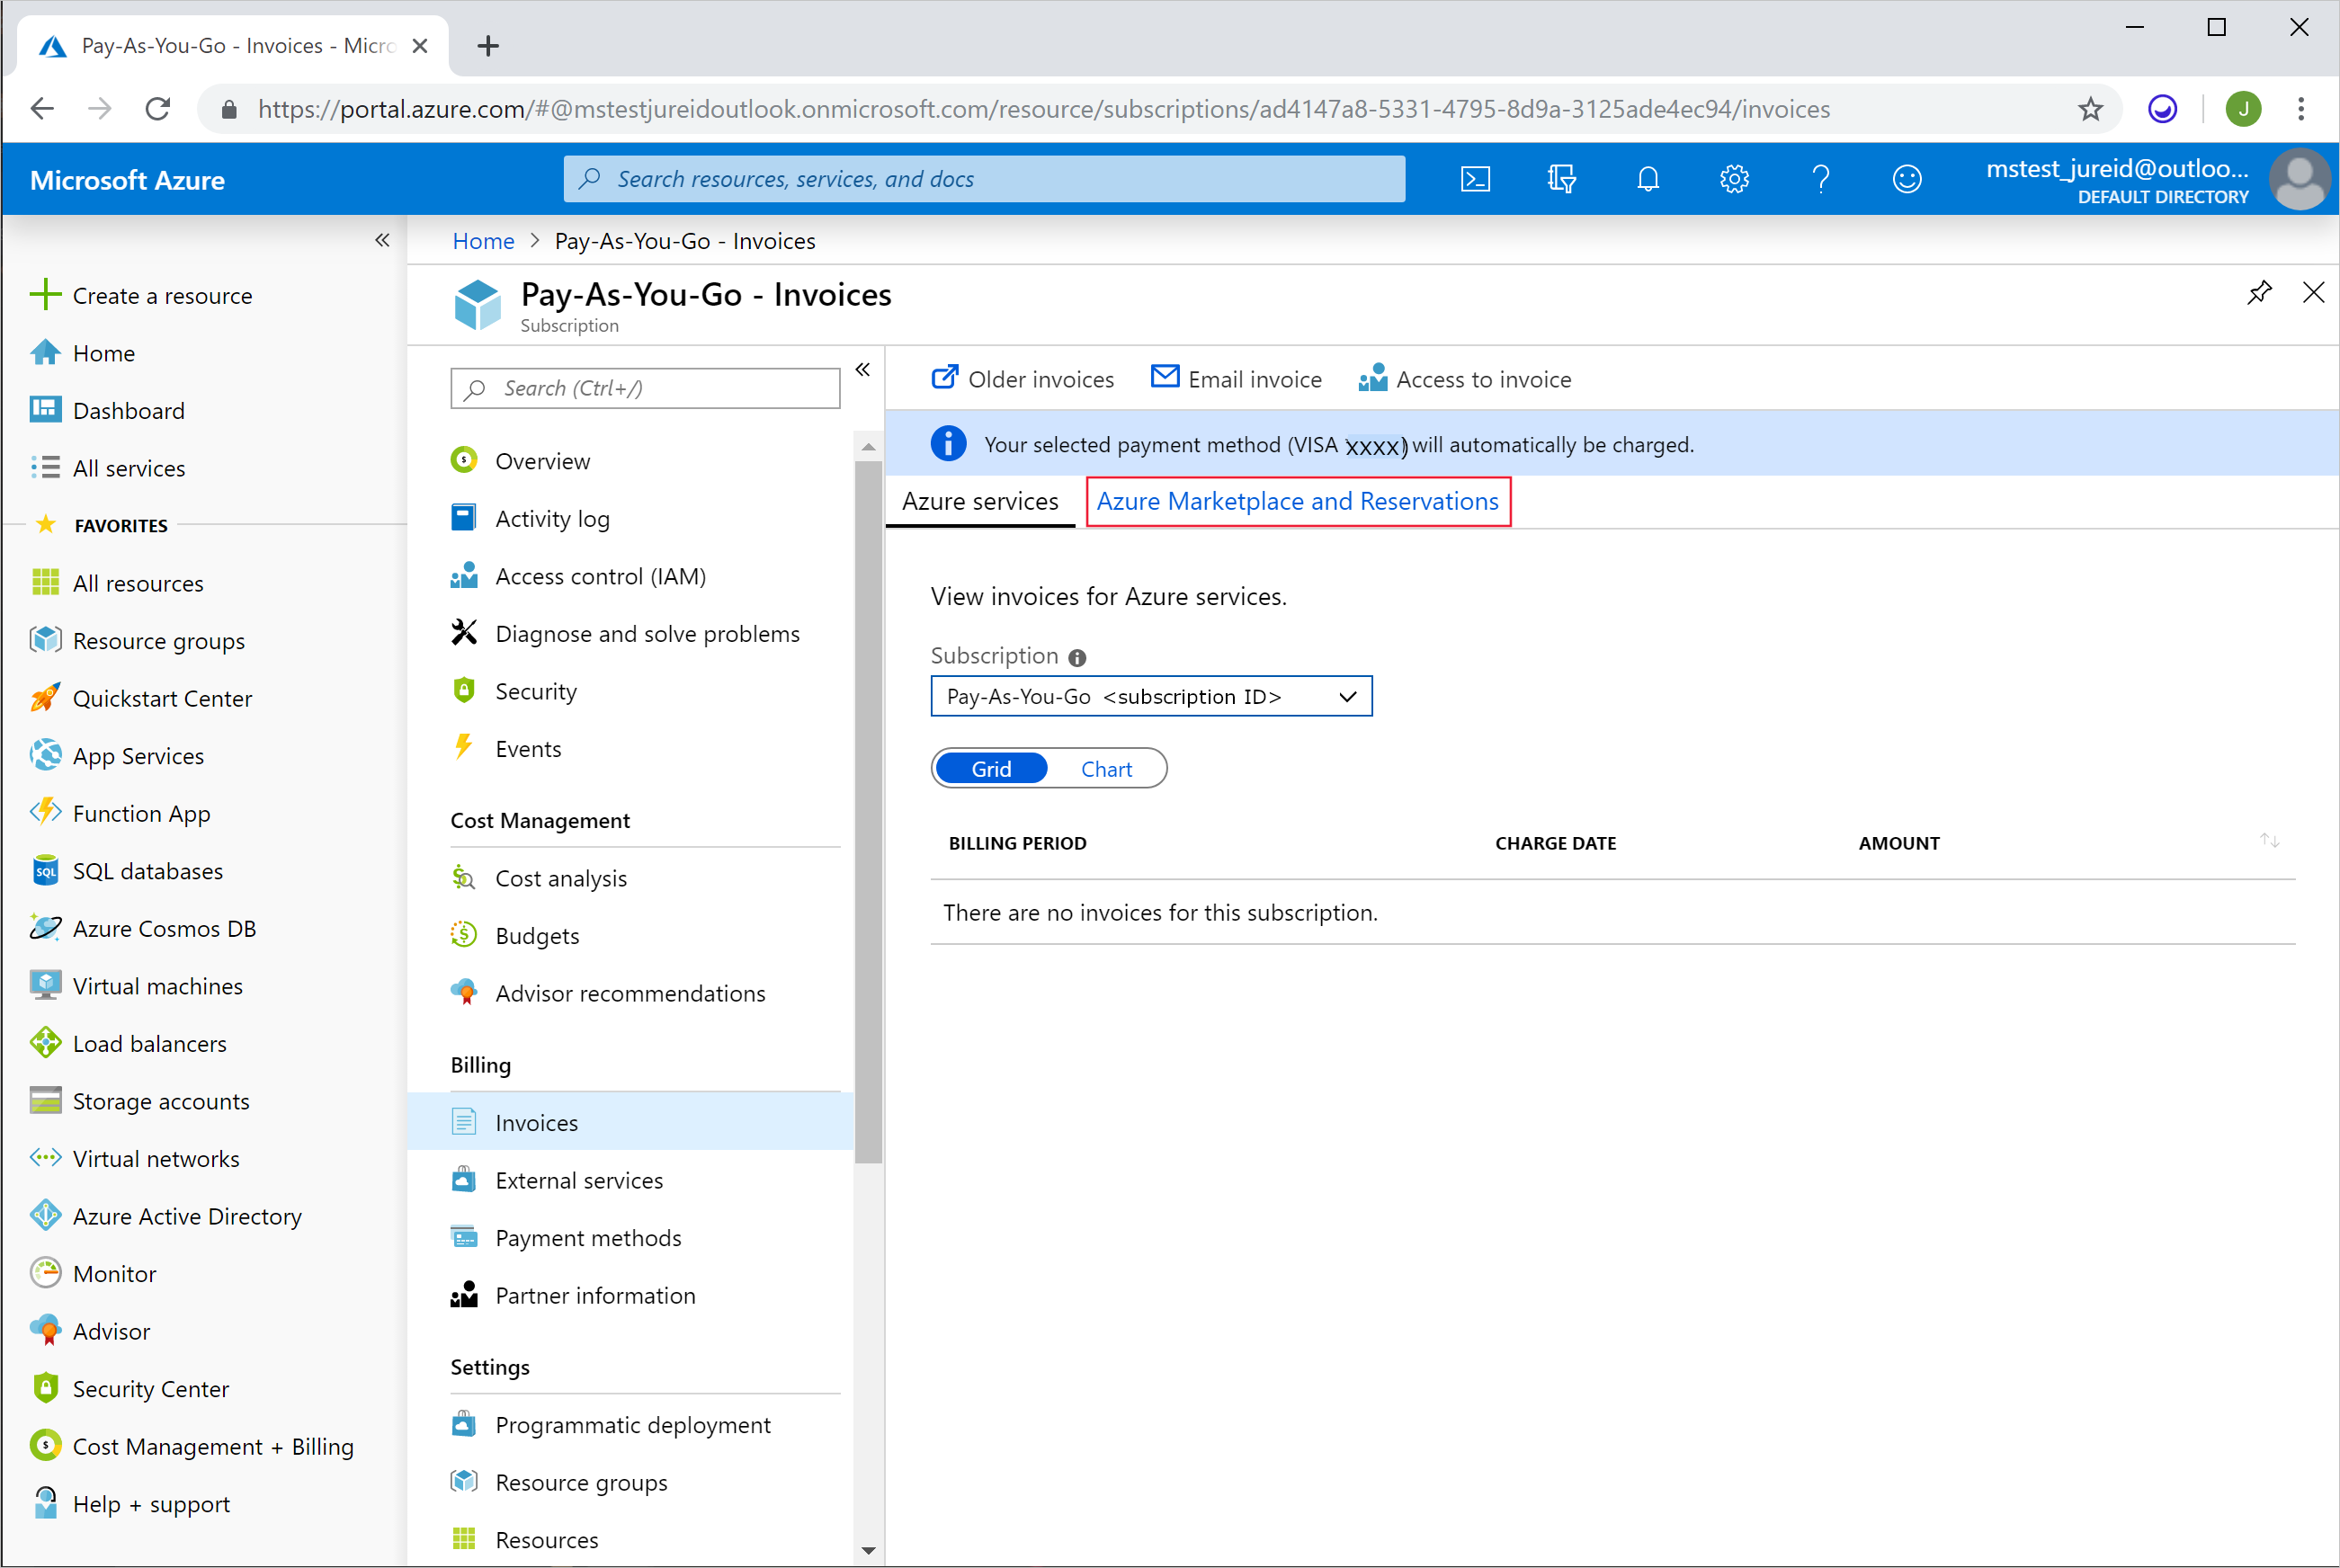 Pay-As-You-Go - Invoices - Micro
https://portal.azure.com/#@mstestjureidoutlook.onmicrosoft.com/resource/subscriptions/ad4147a8-5331-4795-8d9a-3125ade4ec94/invoices
J
Microsoft Azure
Search resources, services, and docs
mstest_jureid@outloo...
DEFAULT DIRECTORY
Create a resource
Home
Dashboard
All services
FAVORITES
All resources
Resource groups
Quickstart Center
App Services
Function App
SQL
SQL databases
Azure Cosmos DB
Virtual machines
Load balancers
Storage accounts
Virtual networks
Azure Active Directory
Monitor
Advisor
Security Center
Cost Management + Billing
Help + support
Home > Pay-As-You-Go - Invoices
Pay-As-You-Go - Invoices
Subscription
Search (Ctrl+/)
Overview
Activity log
Access control (IAM)
Diagnose and solve problems
Security
Events
Cost Management
Cost analysis
Budgets
Advisor recommendations
Billing
Invoices
External services
Payment methods
Partner information
Settings
Programmatic deployment
Resource groups
Resources
Older invoices
Email invoice
Access to invoice
Your selected payment method (VISA xxxx) will automatically be charged.
Azure services
Azure Marketplace and Reservations
View invoices for Azure services.
Subscription
Pay-As-You-Go <subscription ID>
Grid
Chart
BILLING PERIOD
CHARGE DATE
AMOUNT
There are no invoices for this subscription.